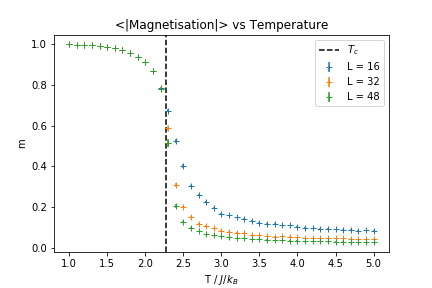 <|Magnetisation|> vs Temperature
m
1.0
0.8
0.6
0.4
0.2
0.0
T_c
L = 16
L = 32
L = 48
1.0 1.5 2.0 2.5 3.0 3.5 4.0 4.5 5.0
T / J/k_B